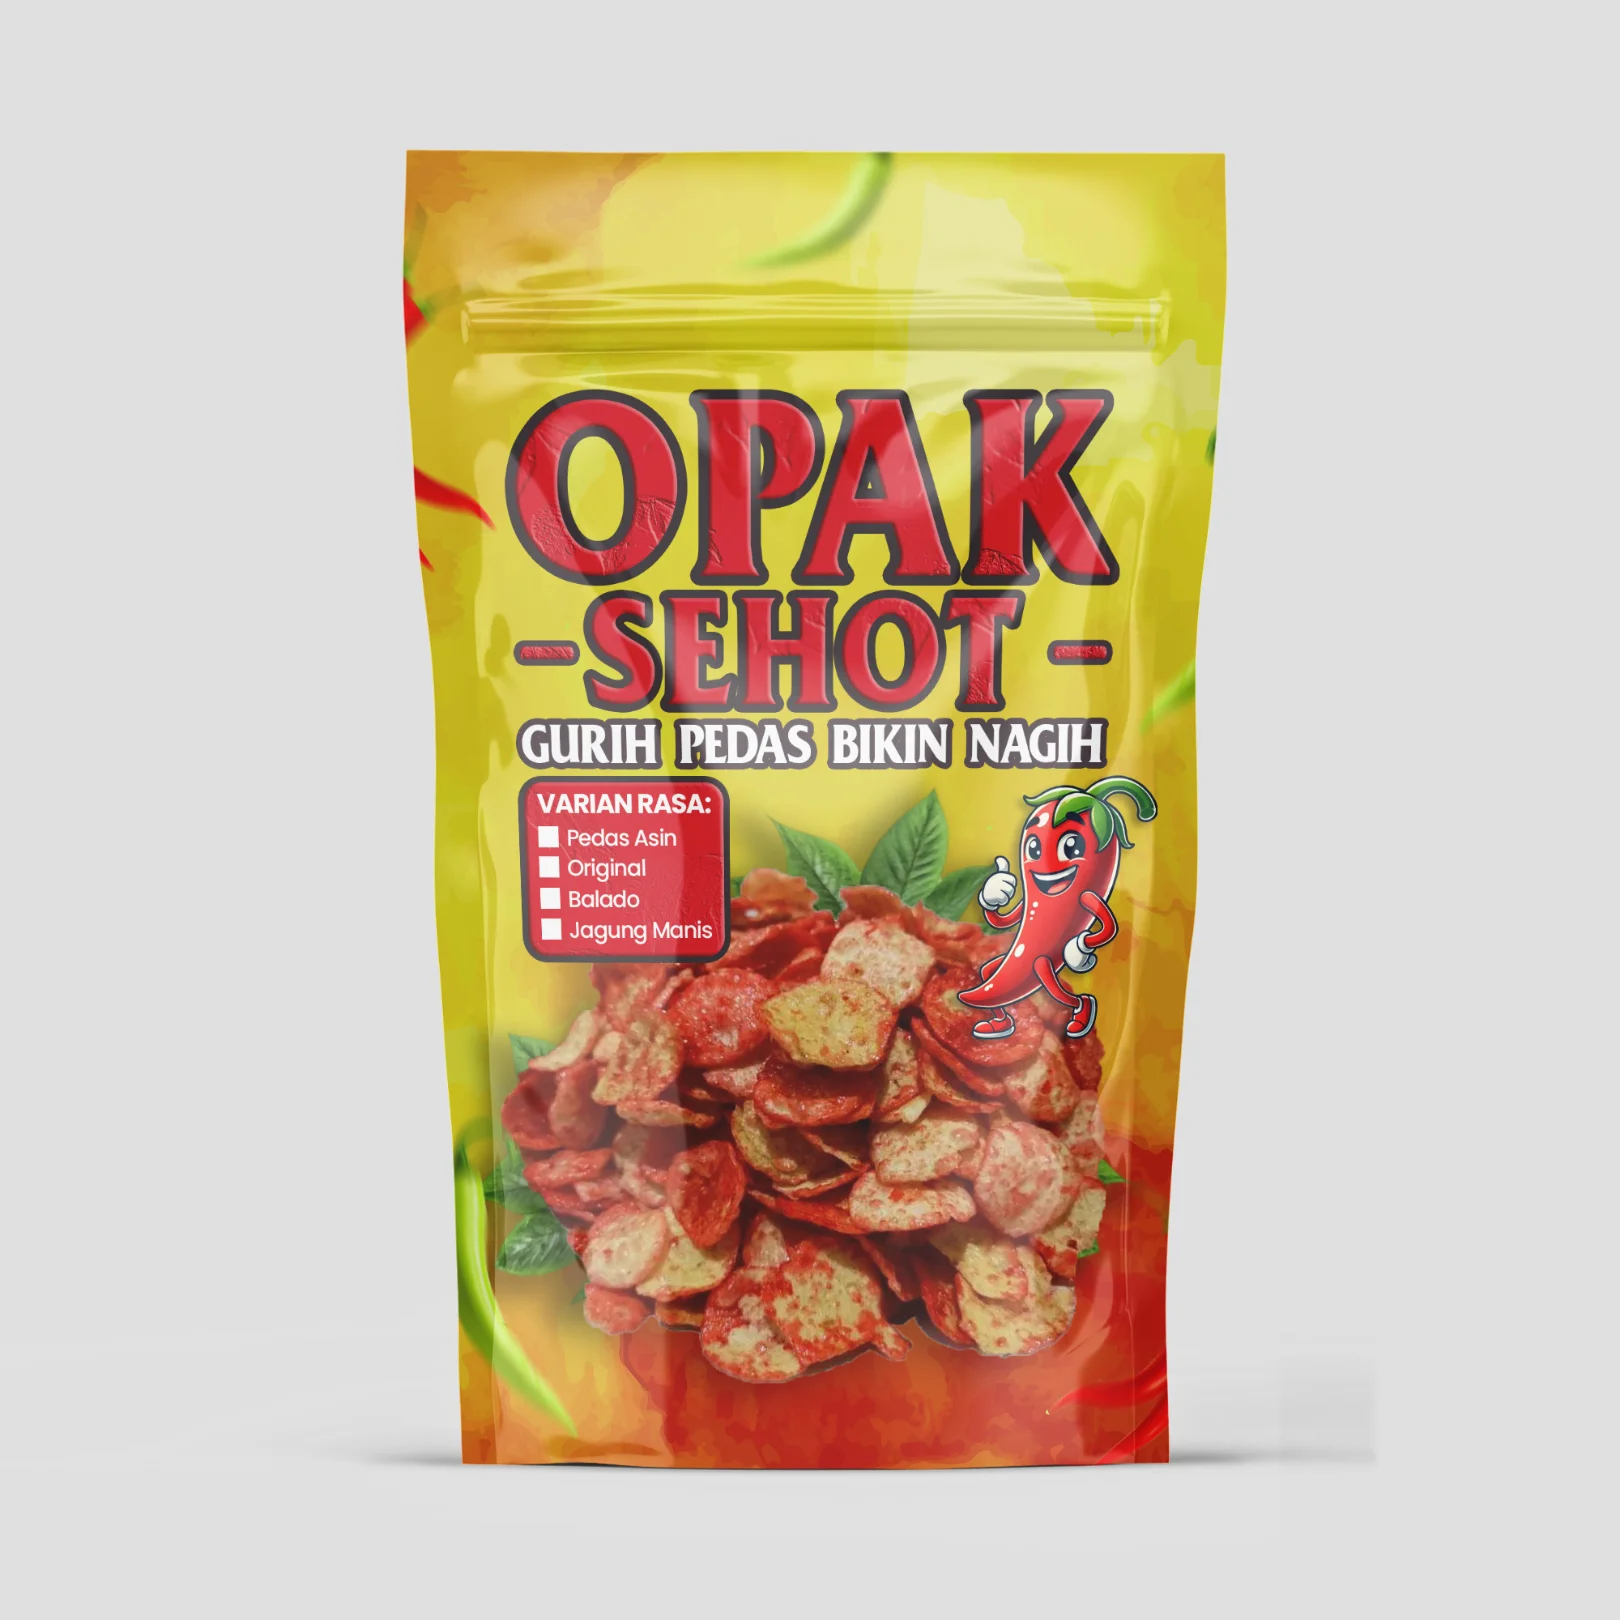 OPAK
- SEHOT -
GURIH PEDAS BIKIN NAGIH
VARIAN RASA:
Pedas Asin
Original
Balado
Jagung Manis